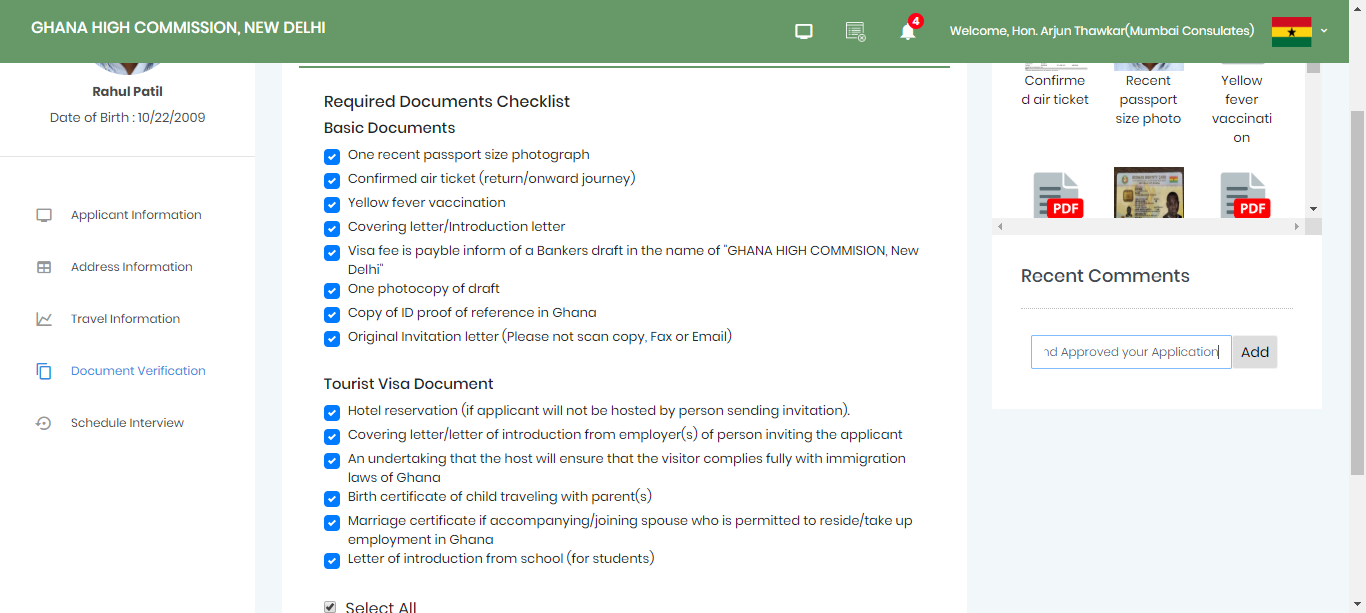 GHANA HIGH COMMISSION, NEW DELHI
4
Welcome, Hon. Arjun Thawkar(Mumbai Consulates)
Rahul Patil
Date of Birth : 10/22/2009
Applicant Information
Address Information
Travel Information
Document Verification
Schedule Interview
Required Documents Checklist
Basic Documents
One recent passport size photograph
Confirmed air ticket (return/onward journey)
Yellow fever vaccination
Covering letter/Introduction letter
Visa fee is payble inform of a Bankers draft in the name of "GHANA HIGH COMMISION, New
Delhi"
One photocopy of draft
Copy of ID proof of reference in Ghana
Original Invitation letter (Please not scan copy, Fax or Email)
Tourist Visa Document
Hotel reservation (if applicant will not be hosted by person sending invitation).
Covering letter/letter of introduction from employer(s) of person inviting the applicant
An undertaking that the host will ensure that the visitor complies fully with immigration
laws of Ghana
Birth certificate of child traveling with parent(s)
Marriage certificate if accompanying/joining spouse who is permitted to reside/take up
employment in Ghana
Letter of introduction from school (for students)
Select All
Confirme
d air ticket
Recent
passport
size photo
Yellow
fever
vaccinati
on
PDF
PDF
Recent Comments
nd Approved your Application
Add